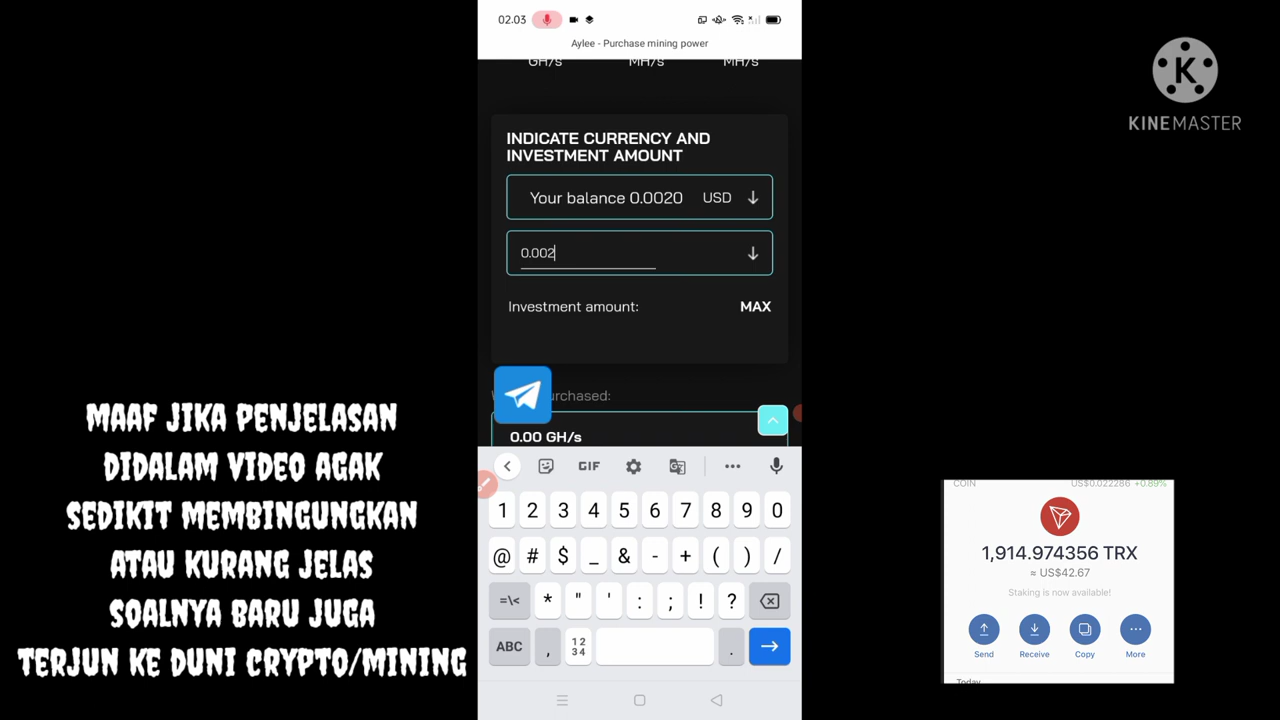 02.03
Aylee - Purchase mining power
GH/s MH/s MH/s
INDICATE CURRENCY AND
INVESTMENT AMOUNT
Your balance 0.0020 USD
0.002
Investment amount: MAX
urchased:
0.00 GH/s
GIF
1 2 3 4 5 6 7 8 9 0
@ # $ _ & - + ( ) /
=\< * " ' : ; ! ?
ABC , 12 34 .
MAAF JIKA PENJELASAN
DIDALAM VIDEO AGAK
SEDIKIT MEMBINGUNGKAN
ATAU KURANG JELAS
SOALNYA BARU JUGA
TERJUN KE DUNI CRYPTO/MINING
K
KINEMASTER
COIN US$0.022286 +0.89%
1,914.974356 TRX
≈ US$42.67
Staking is now available!
Send Receive Copy More
Today